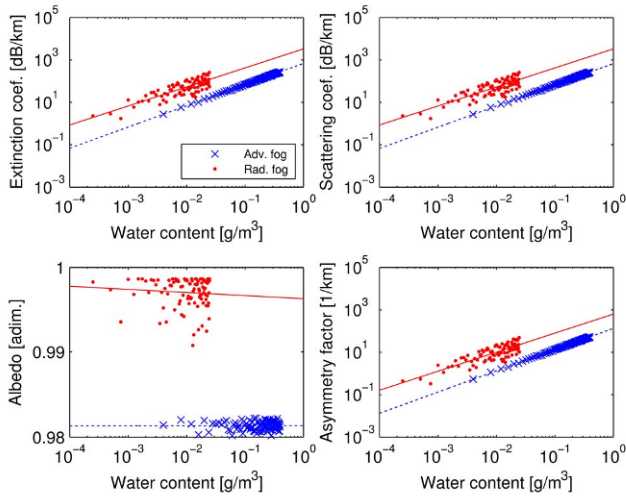 Extinction coef. [dB/km]
10^5
10^3
10^1
10^-1
10^-3
10^-4 10^-3 10^-2 10^-1 10^0
Water content [g/m^3]
Adv. fog
Rad. fog
Scattering coef. [dB/km]
10^5
10^3
10^1
10^-1
10^-3
10^-4 10^-3 10^-2 10^-1 10^0
Water content [g/m^3]
Albedo [adim.]
1
0.99
0.98
10^-4 10^-3 10^-2 10^-1 10^0
Water content [g/m^3]
Asymmetry factor [1/km]
10^5
10^3
10^1
10^-1
10^-3
10^-4 10^-3 10^-2 10^-1 10^0
Water content [g/m^3]